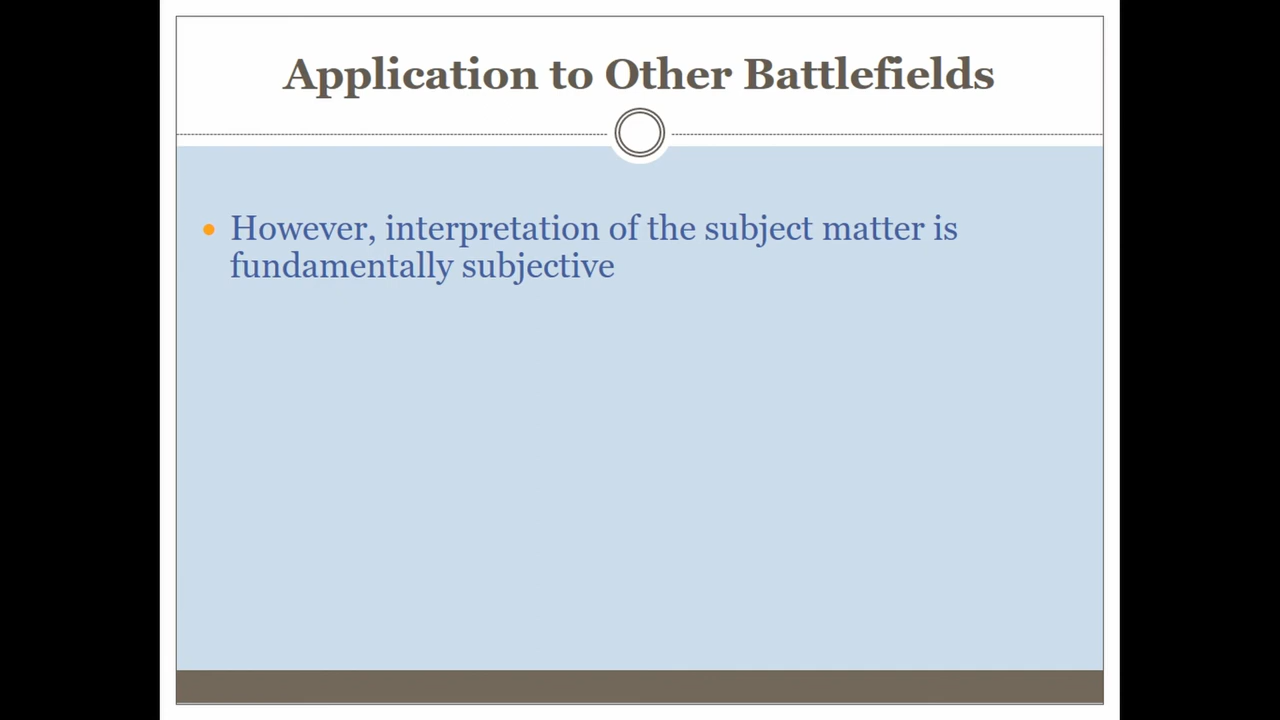 Application to Other Battlefields
However, interpretation of the subject matter is
fundamentally subjective